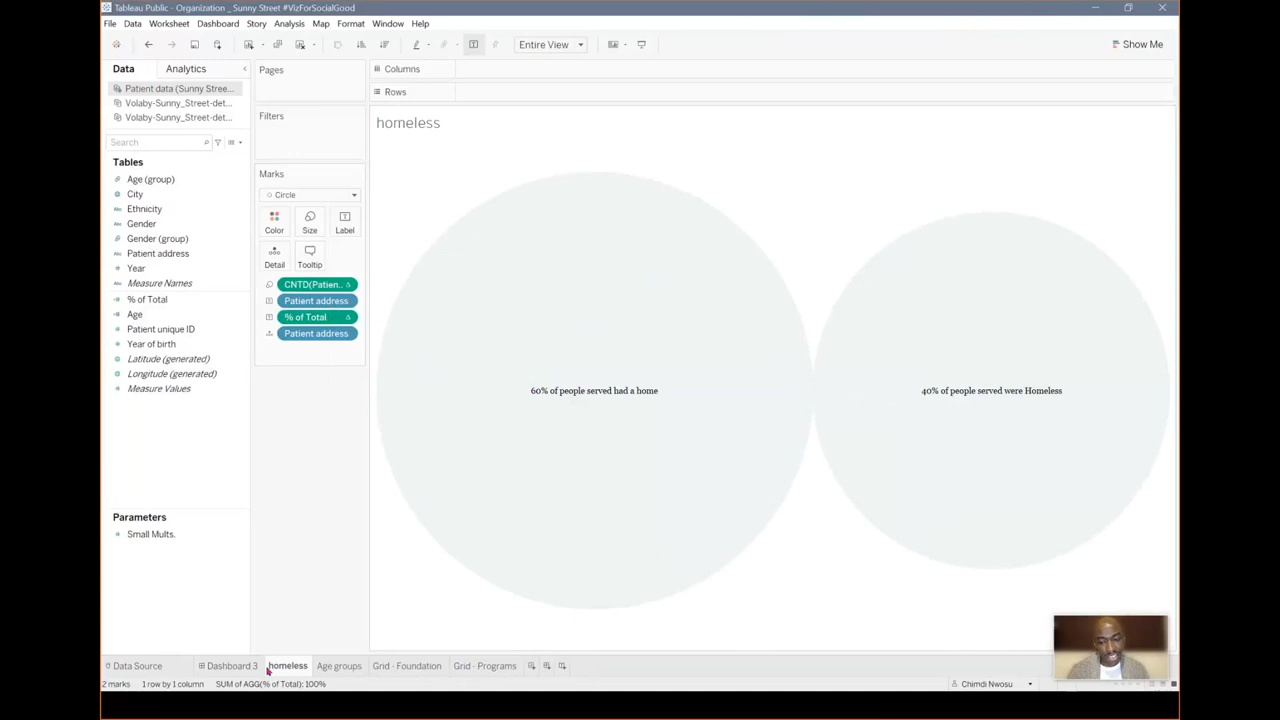 Tableau Public - Organization _ Sunny Street #VizForSocialGood
File Data Worksheet Dashboard Story Analysis Map Format Window Help
Entire View
Show Me
Data Analytics
Patient data (Sunny Stree...
Volaby-Sunny_Street-det...
Volaby-Sunny_Street-det...
Search
Tables
Age (group)
City
Abc Ethnicity
Abc Gender
Gender (group)
Abc Patient address
# Year
Abc Measure Names
% of Total
# Age
# Patient unique ID
# Year of birth
Latitude (generated)
Longitude (generated)
# Measure Values
Parameters
# Small Mults.
Pages
Filters
Marks
Circle
Color Size Label
Detail Tooltip
CNTD(Patien..
Patient address
% of Total
Patient address
Columns
Rows
homeless
60% of people served had a home
40% of people served were Homeless
Data Source Dashboard 3 homeless Age groups Grid - Foundation Grid - Programs
2 marks 1 row by 1 column SUM of AGG(% of Total): 100%
Chimdi Nwosu